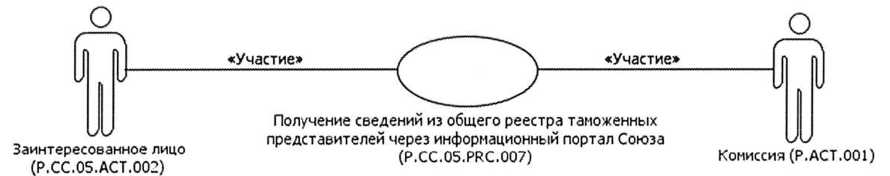 «Участие»
«Участие»
Получение сведений из общего реестра таможенных
представителей через информационный портал Союза
(P.CC.05.PRC.007)
Заинтересованное лицо
(P.CC.05.ACT.002)
Комиссия (P.ACT.001)